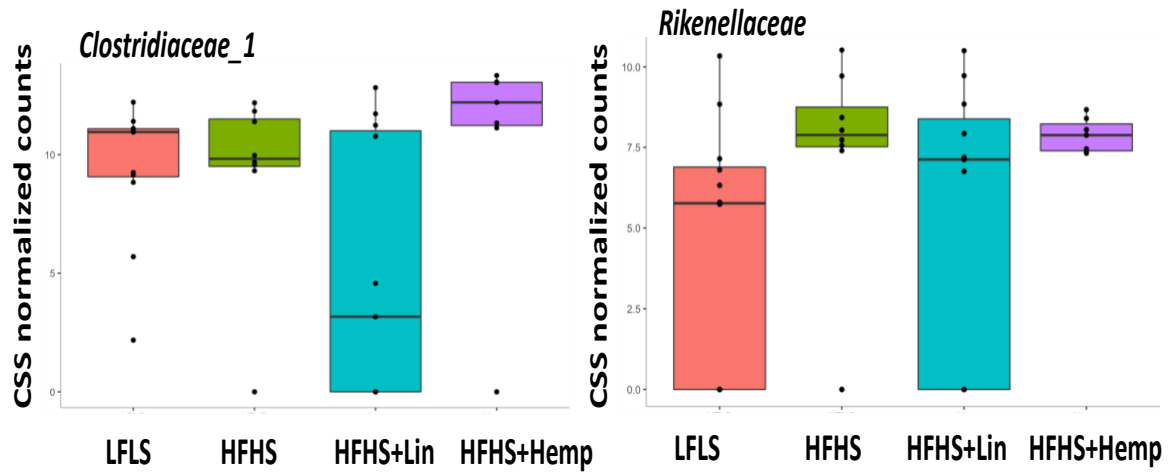 Clostridiaceae_1
CSS normalized counts
10
5
0
LFLS HFHS HFHS+Lin HFHS+Hemp
Rikenellaceae
CSS normalized counts
10.0
7.5
5.0
2.5
0.0
LFLS HFHS HFHS+Lin HFHS+Hemp